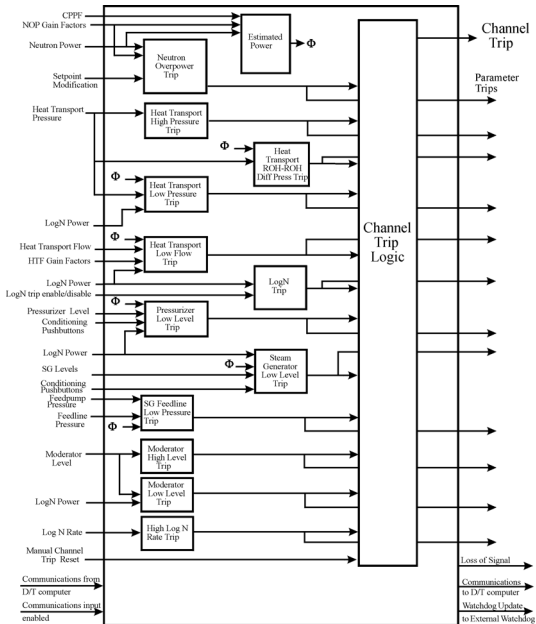 CPPF
NOP Gain Factors
Neutron Power
Setpoint
Modification
Heat Transport
Pressure
LogN Power
Heat Transport Flow
HTF Gain Factors
LogN Power
LogN trip enable/disable
Pressurizer Level
Conditioning
Pushbuttons
LogN Power
SG Levels
Conditioning
Pushbuttons
Feedpump
Pressure
Feedline
Pressure
Moderator
Level
LogN Power
Log N Rate
Manual Channel
Trip Reset
Communications from
D/T computer
Communications input
enabled
Estimated
Power
Φ
Neutron
Overpower
Trip
Heat Transport
High Pressure
Trip
Φ
Heat
Transport
ROH-ROH
Diff Press Trip
Φ
Heat Transport
Low Pressure
Trip
Φ
Heat Transport
Low Flow
Trip
LogN
Trip
Φ
Pressurizer
Low Level
Trip
Φ
Steam
Generator
Low Level
Trip
Φ
SG Feedline
Low Pressure
Trip
Moderator
High Level
Trip
Moderator
Low Level
Trip
High Log N
Rate Trip
Channel
Trip
Logic
Channel
Trip
Parameter
Trips
Loss of Signal
Communications
to D/T computer
Watchdog Update
to External Watchdog